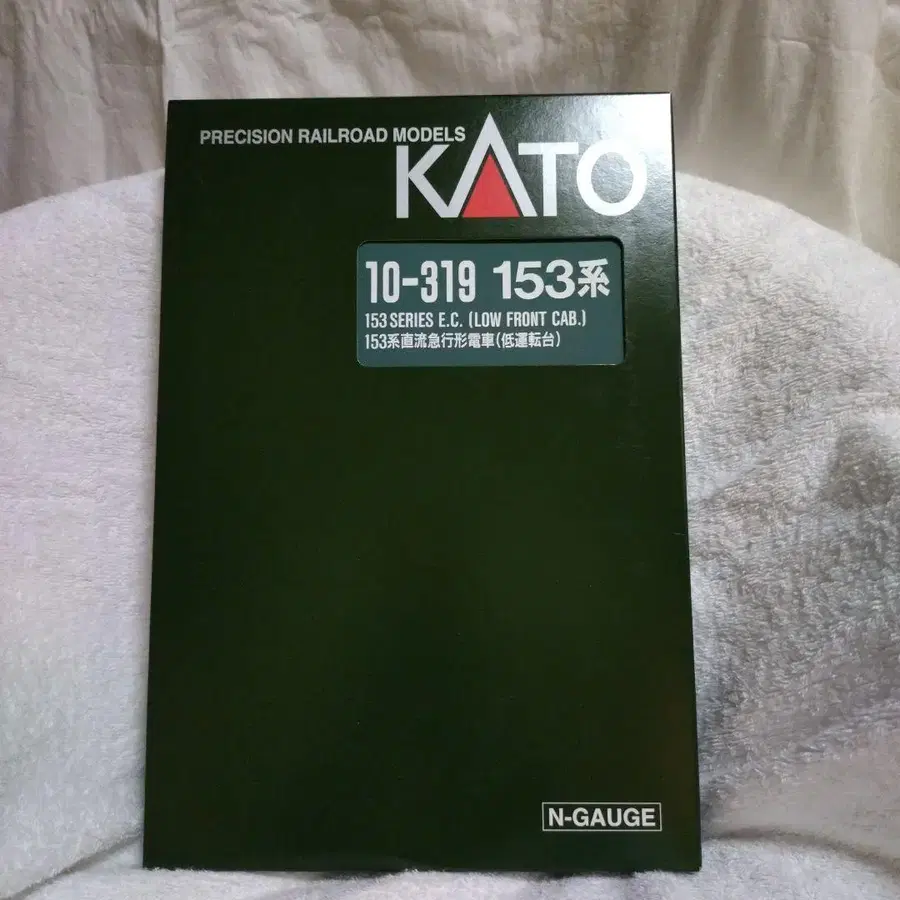 PRECISION RAILROAD MODELS
KATO
10-319 153系
153 SERIES E.C. (LOW FRONT CAB.)
153系直流急行形電車(低運転台)
N-GAUGE